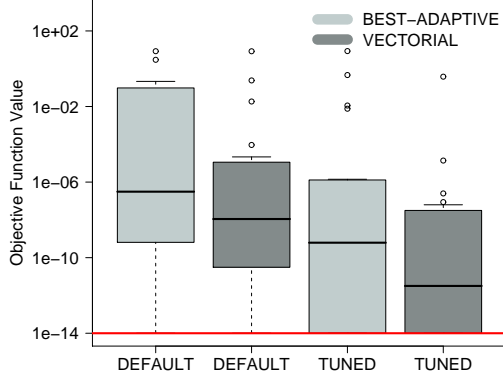 BEST-ADAPTIVE
VECTORIAL
Objective Function Value
1e+02
1e-02
1e-06
1e-10
1e-14
DEFAULT DEFAULT TUNED TUNED